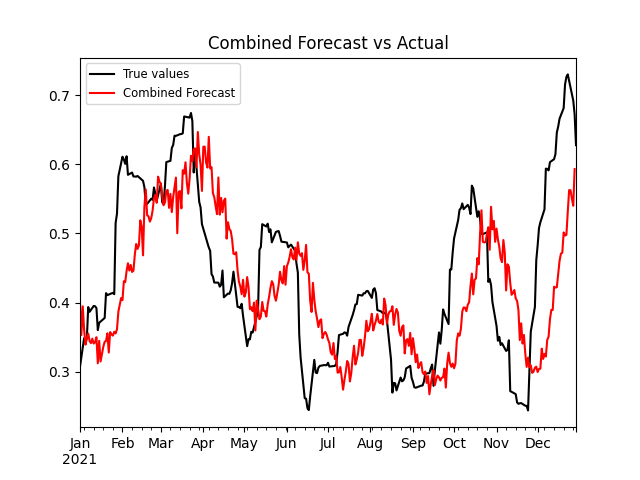 Combined Forecast vs Actual
True values
Combined Forecast
0.7
0.6
0.5
0.4
0.3
Jan Feb Mar Apr May Jun Jul Aug Sep Oct Nov Dec
2021